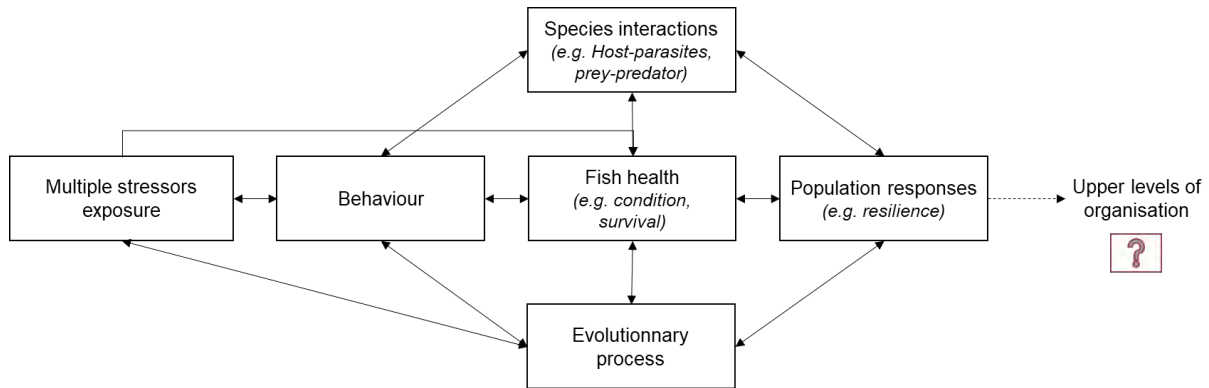 Species interactions
(e.g. Host-parasites,
prey-predator)
Multiple stressors
exposure
Behaviour
Fish health
(e.g. condition,
survival)
Population responses
(e.g. resilience)
Upper levels of
organisation
?
Evolutionnary
process